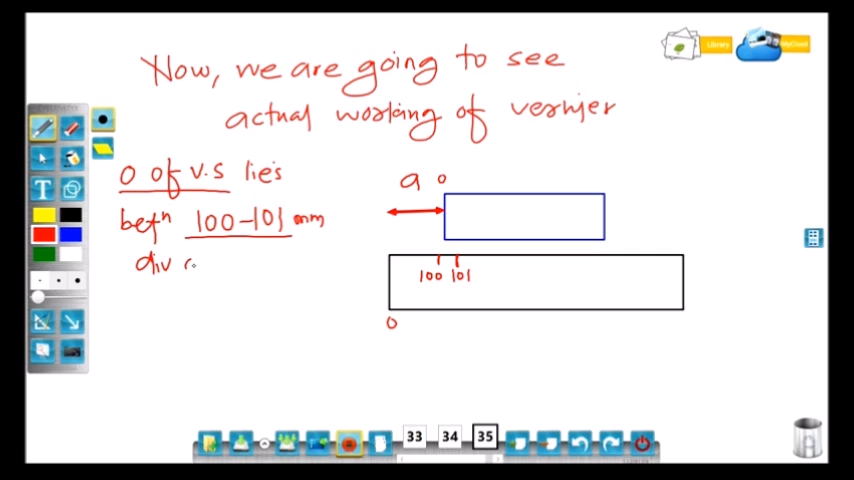 Now, we are going to see
actual working of vernier
0 of V.S lies
betn 100-101 mm
div
a 0
100 101
0
Library
MyCloud
33 34 35